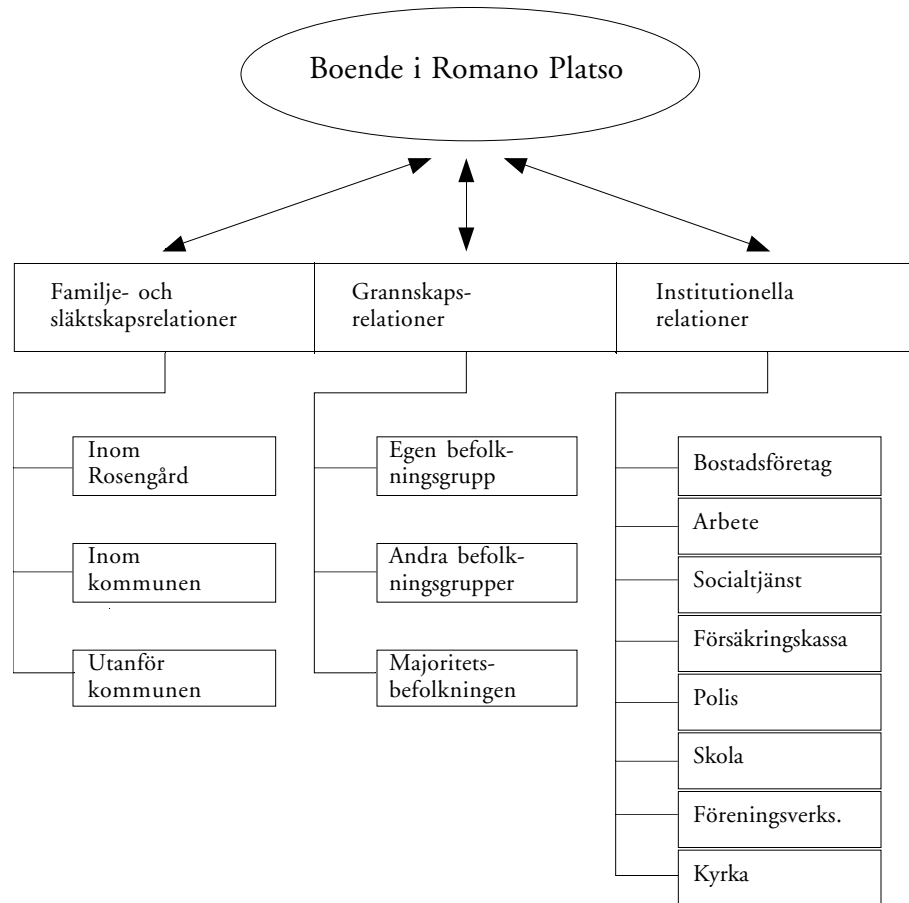 Boende i Romano Platso
Familje- och
släktskapsrelationer
Grannskaps-
relationer
Institutionella
relationer
Inom
Rosengård
Inom
kommunen
Utanför
kommunen
Egen befolk-
ningsgrupp
Andra befolk-
ningsgrupper
Majoritets-
befolkningen
Bostadsföretag
Arbete
Socialtjänst
Försäkringskassa
Polis
Skola
Föreningsverks.
Kyrka